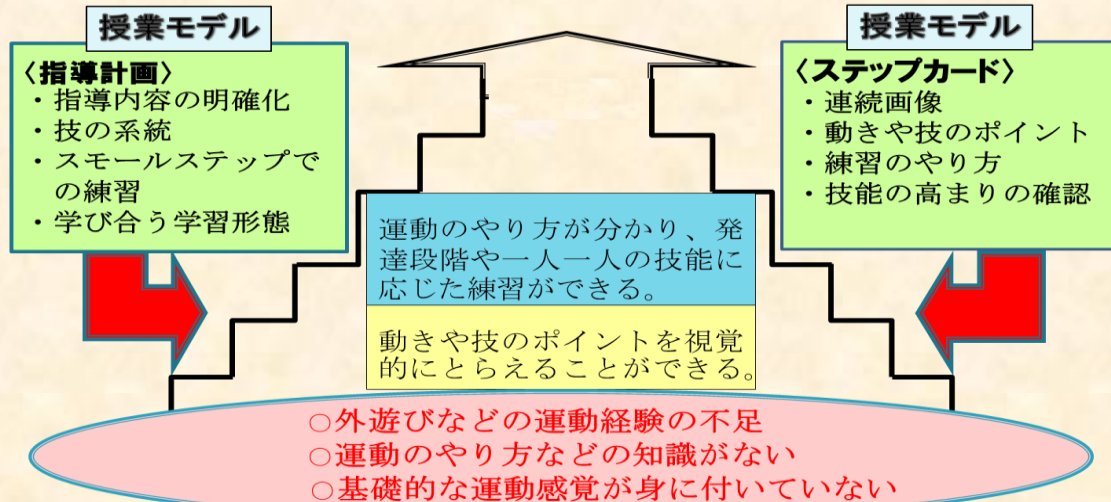 授業モデル
〈指導計画〉
・指導内容の明確化
・技の系統
・スモールステップで
の練習
・学び合う学習形態
授業モデル
〈ステップカード〉
・連続画像
・動きや技のポイント
・練習のやり方
・技能の高まりの確認
運動のやり方が分かり、発
達段階や一人一人の技能に
応じた練習ができる。
動きや技のポイントを視覚
的にとらえることができる。
○外遊びなどの運動経験の不足
○運動のやり方などの知識がない
○基礎的な運動感覚が身に付いていない